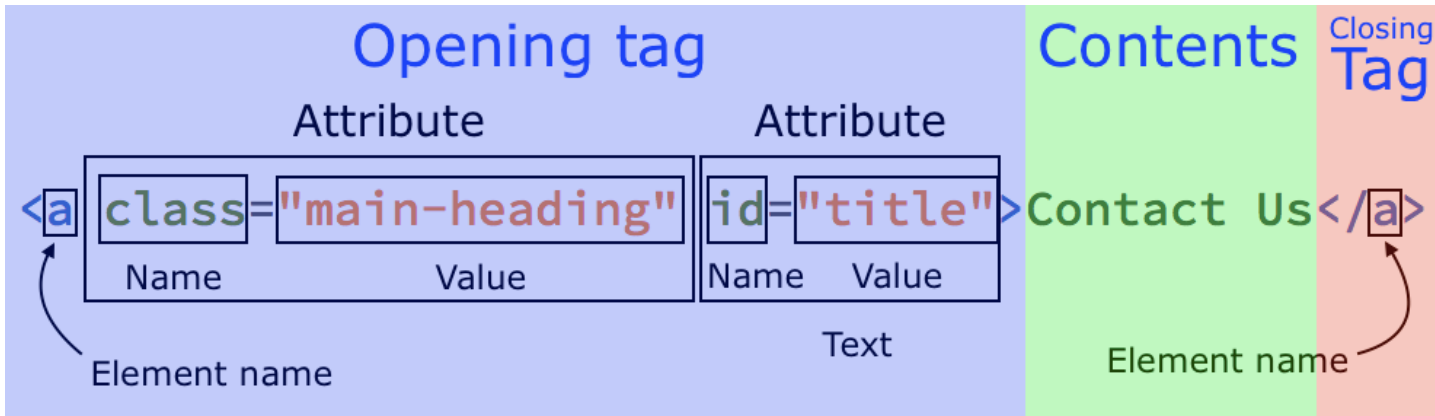 Opening tag
Contents
Closing
Tag
Attribute
Attribute
<a class="main-heading" id="title">Contact Us</a>
Name
Value
Name
Value
Text
Element name
Element name